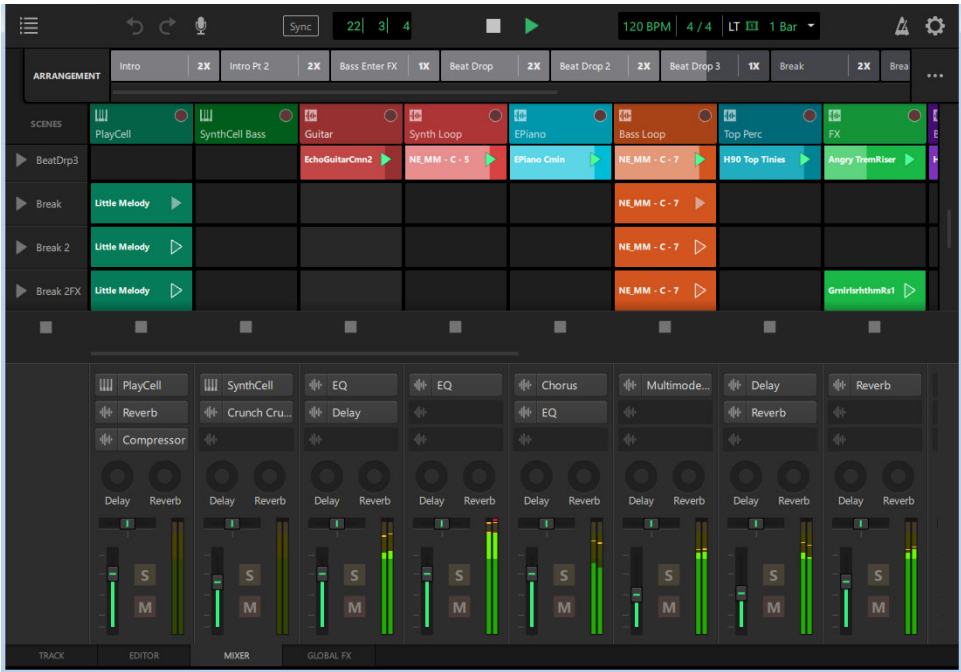 Sync 22 3 4 120 BPM 4 / 4 LT 1 Bar
ARRANGEMENT Intro 2X Intro Pt 2 2X Bass Enter FX 1X Beat Drop 2X Beat Drop 2 2X Beat Drop 3 1X Break 2X Brea
SCENES PlayCell SynthCell Bass Guitar Synth Loop EPiano Bass Loop Top Perc FX E
BeatDrp3 EchoGuitarCmn2 NE_MM - C - 5 EPiano Cmin NE_MM - C - 7 H90 Top Tinies Angry TremRiser H
Break Little Melody NE_MM - C - 7
Break 2 Little Melody NE_MM - C - 7
Break 2FX Little Melody NE_MM - C - 7 GrnlrIsrhthmRs1
PlayCell SynthCell EQ EQ Chorus Multimode... Delay Reverb
Reverb Crunch Cru... Delay EQ Reverb
Compressor
Delay Reverb Delay Reverb Delay Reverb Delay Reverb Delay Reverb Delay Reverb Delay Reverb Delay Reverb
S S S S S S S S
M M M M M M M M
TRACK EDITOR MIXER GLOBAL FX